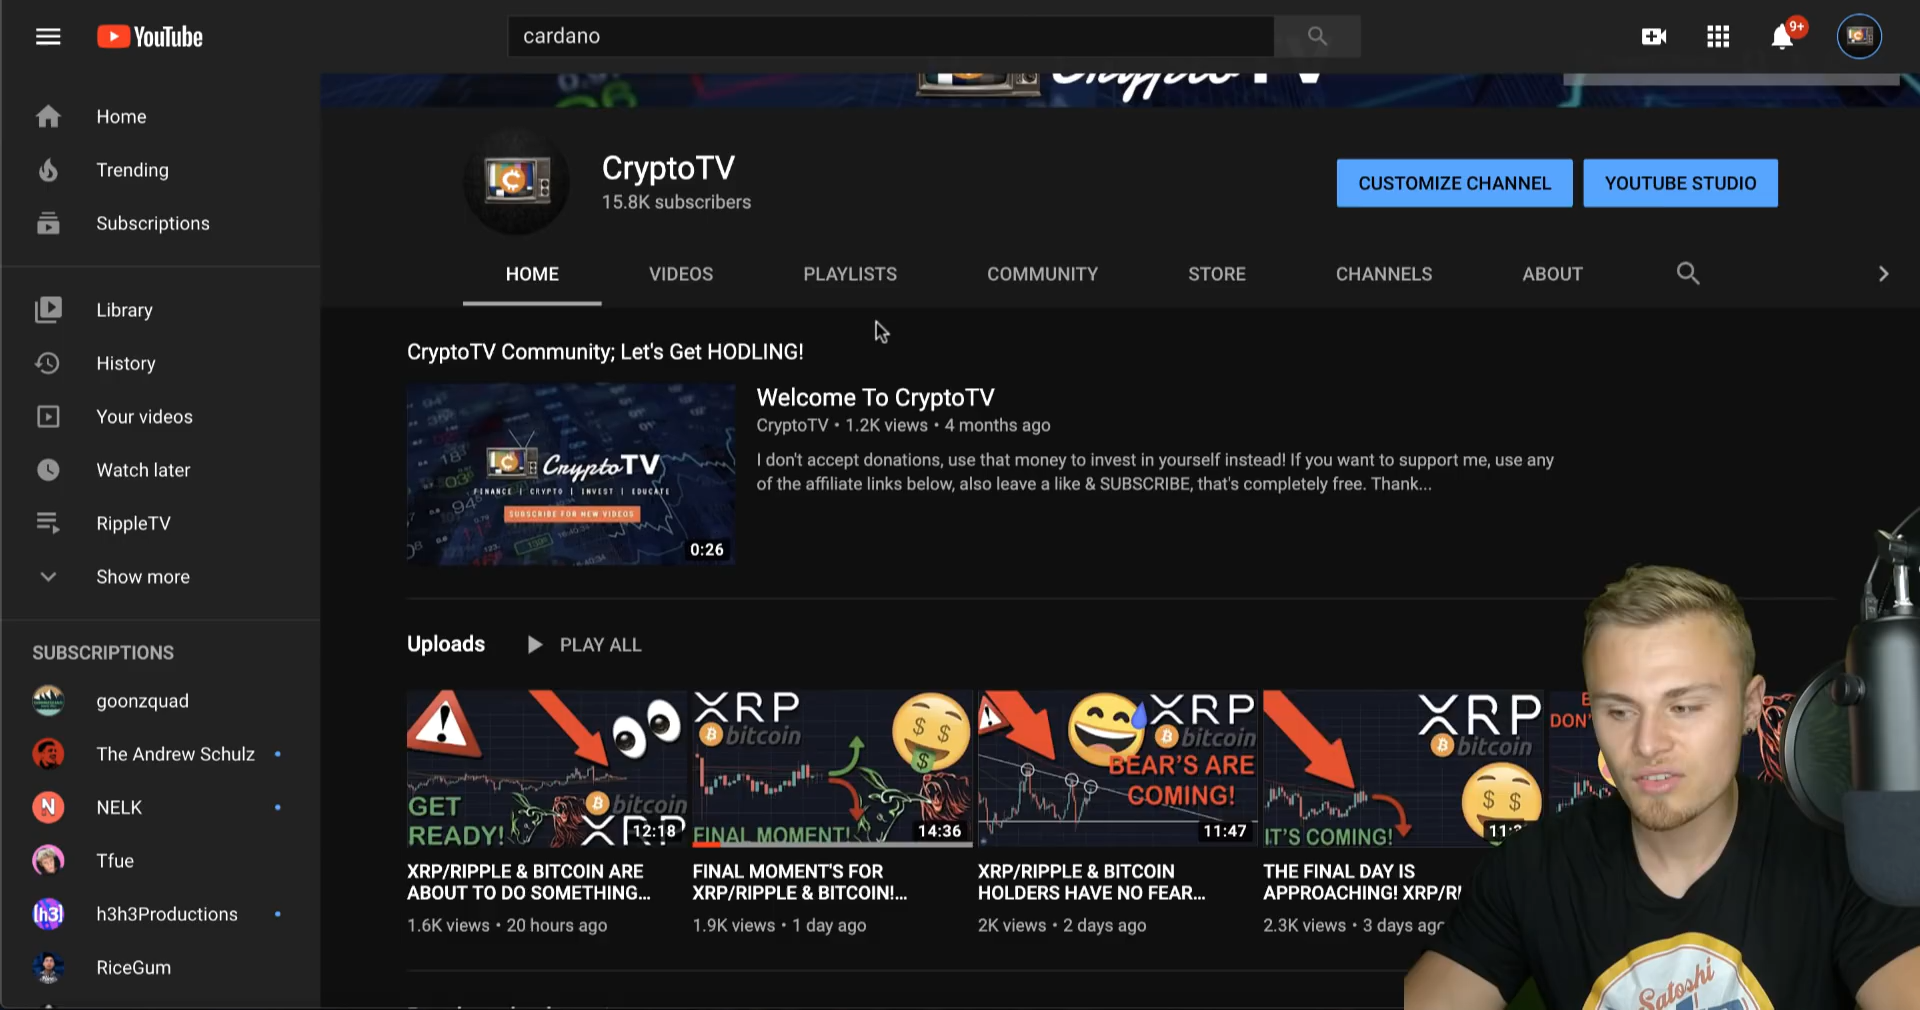 YouTube
cardano
9+
Home
Trending
Subscriptions
Library
History
Your videos
Watch later
RippleTV
Show more
SUBSCRIPTIONS
goonzquad
The Andrew Schulz
NELK
Tfue
h3h3Productions
RiceGum
CryptoTV
CryptoTV
15.8K subscribers
CUSTOMIZE CHANNEL
YOUTUBE STUDIO
HOME
VIDEOS
PLAYLISTS
COMMUNITY
STORE
CHANNELS
ABOUT
CryptoTV Community; Let's Get HODLING!
CryptoTV
FINANCE | CRYPTO | INVEST | EDUCATE
SUBSCRIBE FOR NEW VIDEOS
0:26
Welcome To CryptoTV
CryptoTV • 1.2K views • 4 months ago
I don't accept donations, use that money to invest in yourself instead! If you want to support me, use any
of the affiliate links below, also leave a like & SUBSCRIBE, that's completely free. Thank...
Uploads
PLAY ALL
GET
READY!
bitcoin
XRP
12:18
XRP/RIPPLE & BITCOIN ARE
ABOUT TO DO SOMETHING...
1.6K views • 20 hours ago
XRP
bitcoin
FINAL MOMENT!
14:36
FINAL MOMENT'S FOR
XRP/RIPPLE & BITCOIN!...
1.9K views • 1 day ago
XRP
bitcoin
BEAR'S ARE
COMING!
11:47
XRP/RIPPLE & BITCOIN
HOLDERS HAVE NO FEAR...
2K views • 2 days ago
XRP
bitcoin
IT'S COMING!
THE FINAL DAY IS
APPROACHING! XRP/RI
2.3K views • 3 days ago
DON'
Satoshi